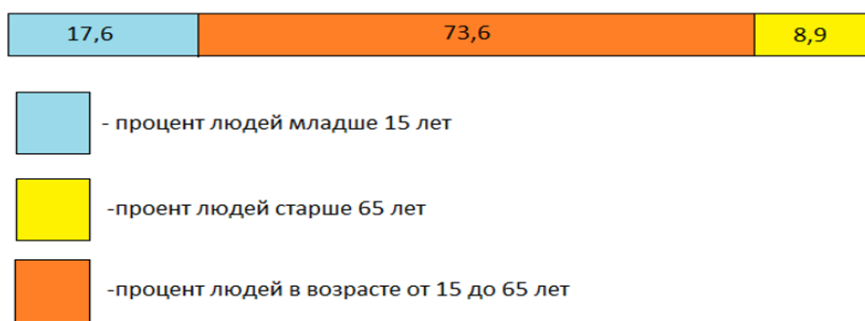 17,6 73,6 8,9
- процент людей младше 15 лет
-проент людей старше 65 лет
-процент людей в возрасте от 15 до 65 лет